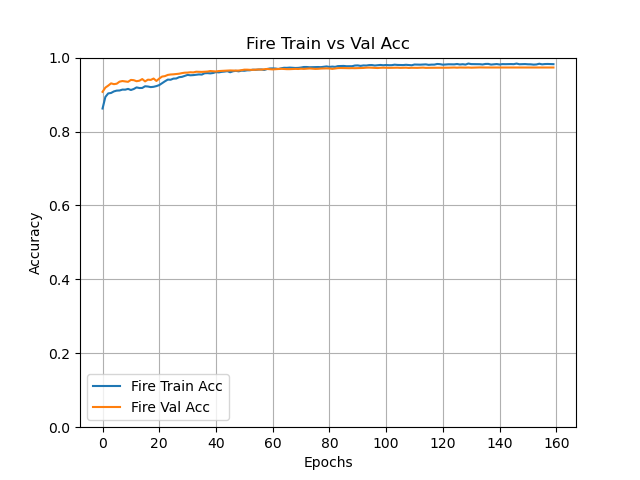 Fire Train vs Val Acc
1.0
0.8
0.6
0.4
0.2
0.0
Accuracy
Fire Train Acc
Fire Val Acc
0 20 40 60 80 100 120 140 160
Epochs